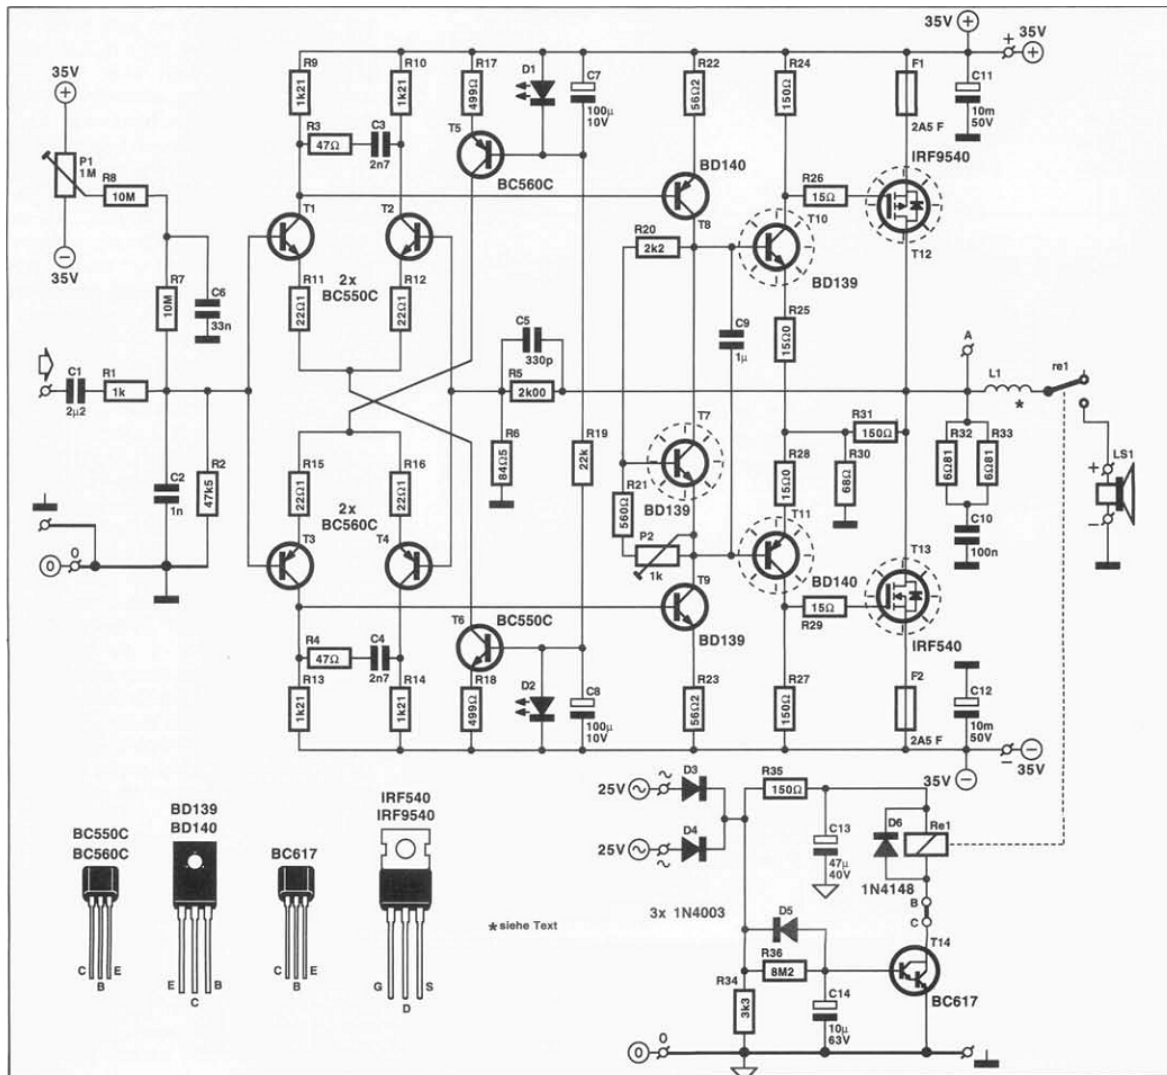 35V
35V
35V
P1
1M
R8
10M
35V
R7
10M
C6
33n
C1
2µ2
R1
1k
C2
1n
R2
47k5
0
0
R9
1k21
R10
1k21
R17
499Ω
D1
C7
100µ
10V
R22
56Ω2
R24
150Ω
F1
2A5 F
C11
10m
50V
R3
47Ω
C3
2n7
T5
BC560C
BD140
T8
IRF9540
R26
15Ω
T12
T1
T2
R20
2k2
T10
BD139
R11
22Ω1
2x
BC550C
R12
22Ω1
R25
15Ω0
C5
330p
R5
2k00
C9
1µ
A
L1
*
re1
R6
84Ω5
R19
22k
T7
BD139
R31
150Ω
R28
15Ω0
R30
68Ω
R32
6Ω81
R33
6Ω81
LS1
+
–
R15
22Ω1
2x
BC560C
R16
22Ω1
R21
560Ω
P2
1k
T11
BD140
C10
100n
T3
T4
T13
IRF540
T9
BD139
R29
15Ω
T6
BC550C
R4
47Ω
C4
2n7
R13
1k21
R14
1k21
R18
499Ω
D2
C8
100µ
10V
R23
56Ω2
R27
150Ω
F2
2A5 F
C12
10m
50V
35V
35V
25V
D3
25V
D4
R35
150Ω
C13
47µ
40V
D6
1N4148
Re1
B
C
T14
BC617
3x 1N4003
D5
R36
8M2
R34
3k3
C14
10µ
63V
0
0
BC550C
BC560C
C
B
E
BD139
BD140
E
C
B
BC617
C
B
E
IRF540
IRF9540
G
D
S
* siehe Text